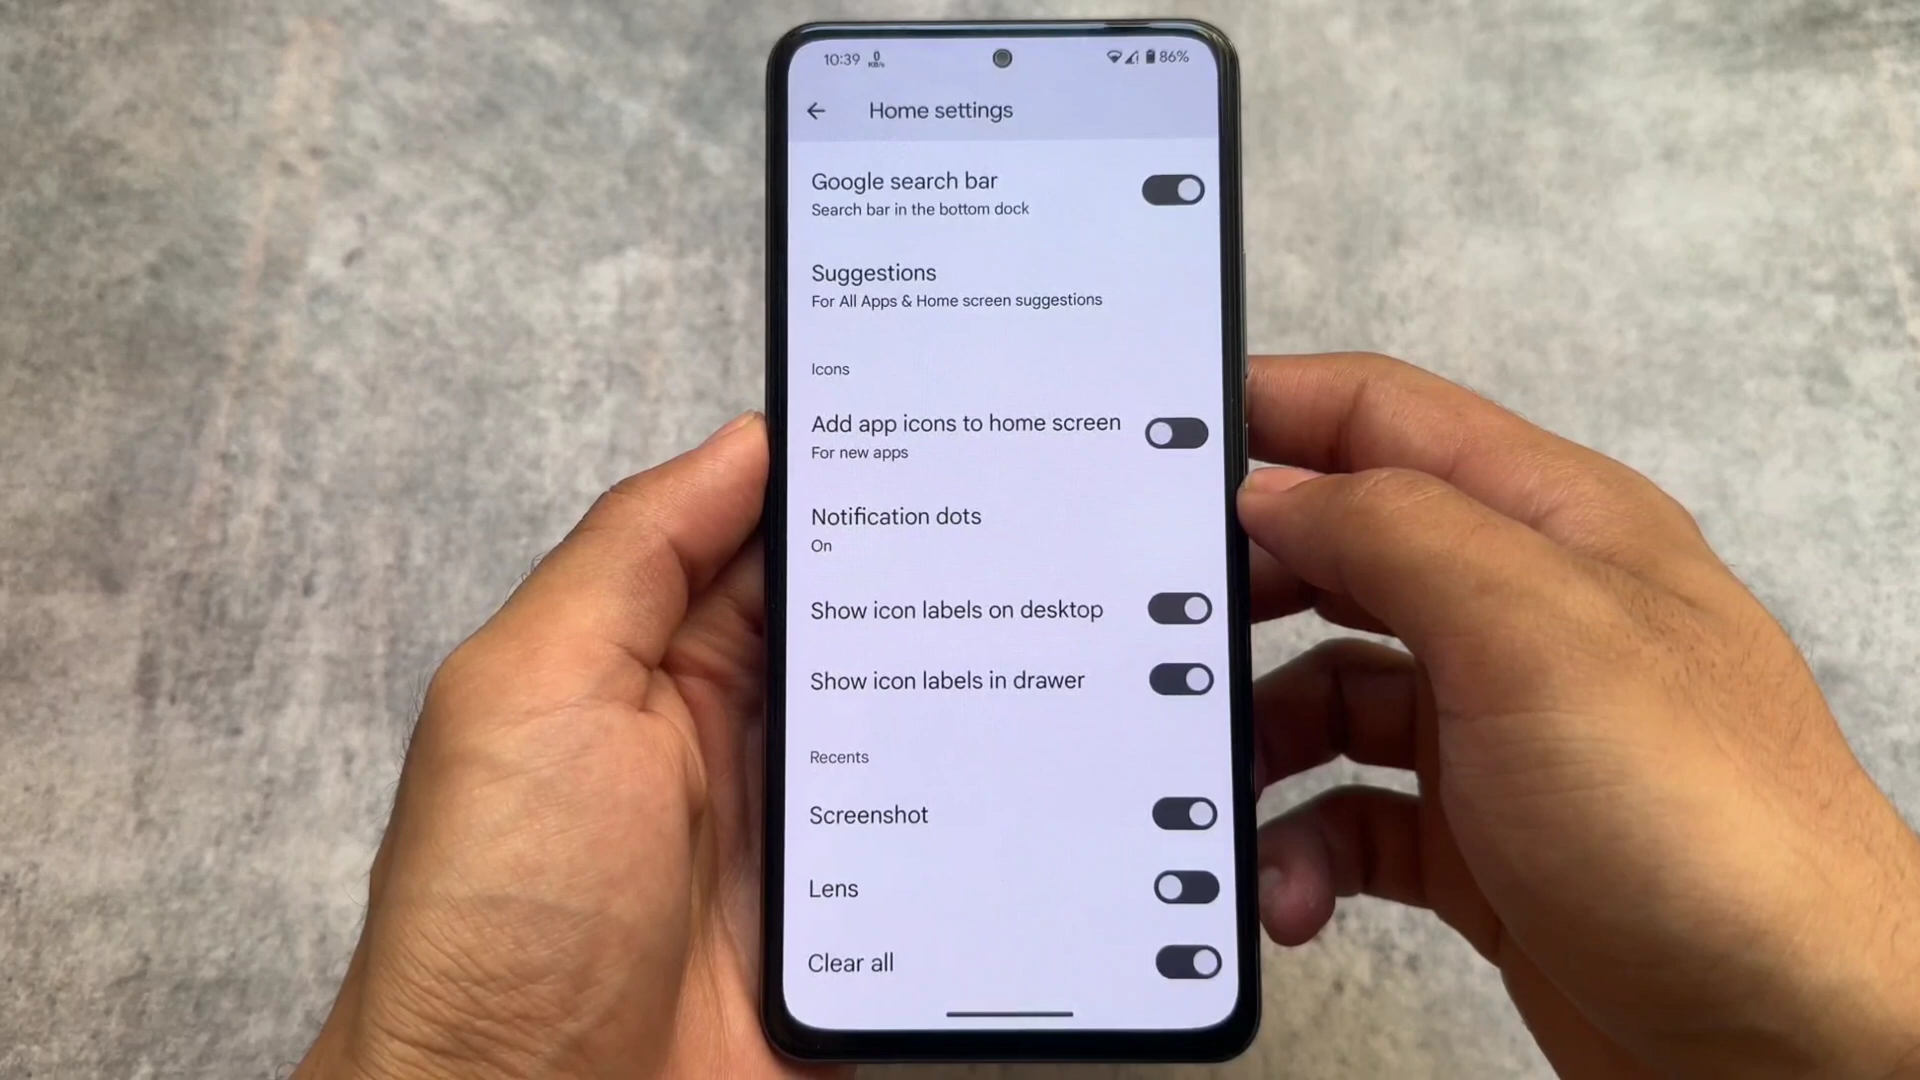 10:39 0 KB/s 86%
Home settings
Google search bar
Search bar in the bottom dock
Suggestions
For All Apps & Home screen suggestions
Icons
Add app icons to home screen
For new apps
Notification dots
On
Show icon labels on desktop
Show icon labels in drawer
Recents
Screenshot
Lens
Clear all